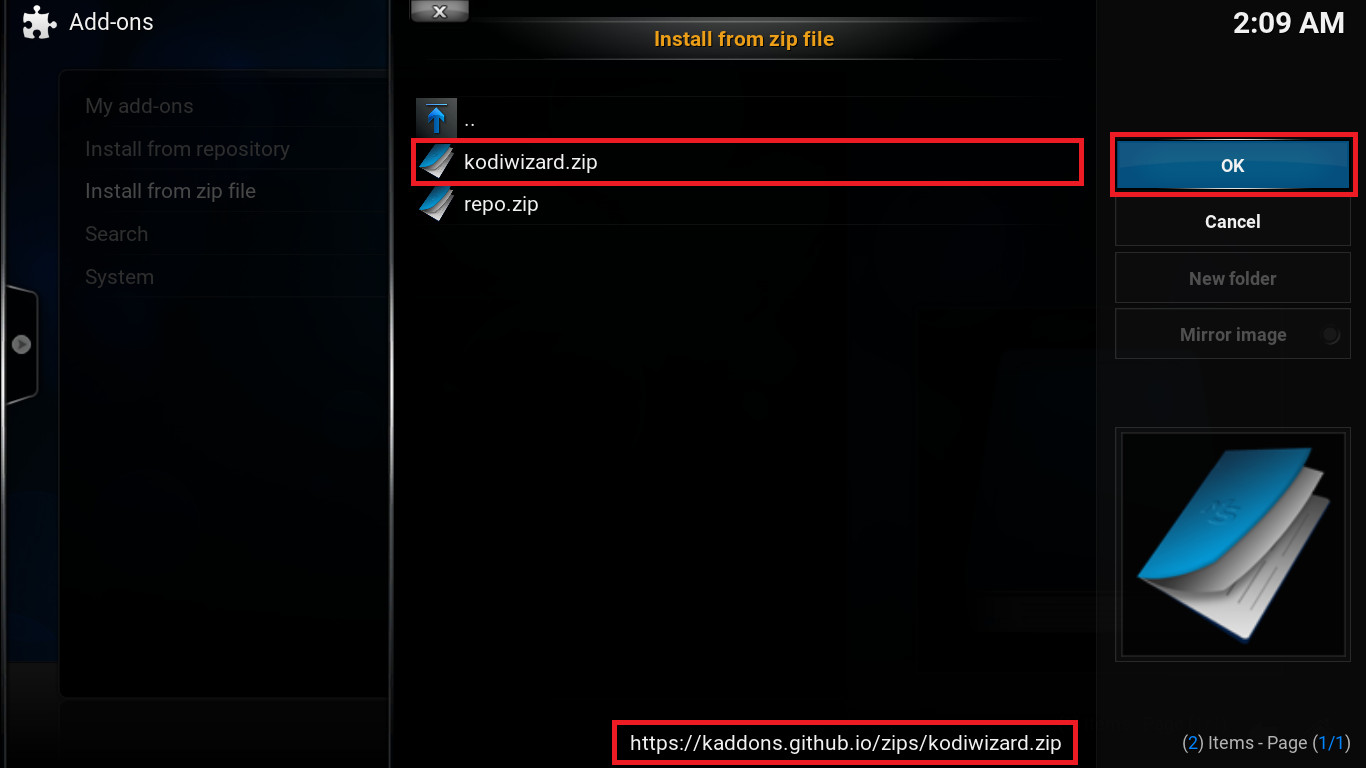 Add-ons
Install from zip file
2:09 AM
My add-ons
Install from repository
Install from zip file
Search
System
..
kodiwizard.zip
repo.zip
OK
Cancel
New folder
Mirror image
https://kaddons.github.io/zips/kodiwizard.zip
(2) Items - Page (1/1)